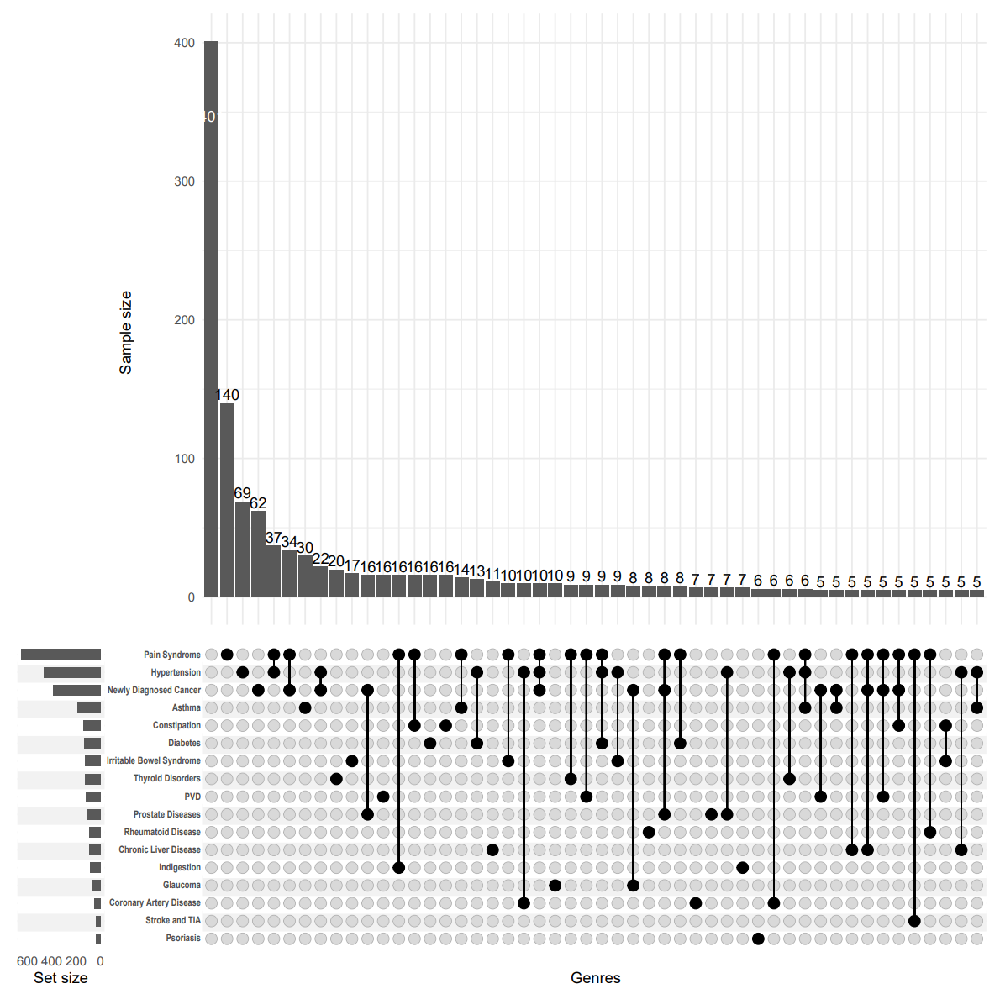 400
401
300
200
Sample size
140
100
69
62
37 34 30 22 20 17 16 16 16 16 16 16 14 13 11 10 10 10 10 9 9 9 9 8 8 8 8 7 7 7 7 6 6 6 6 5 5 5 5 5 5 5 5 5 5 5
0
Pain Syndrome
Hypertension
Newly Diagnosed Cancer
Asthma
Constipation
Diabetes
Irritable Bowel Syndrome
Thyroid Disorders
PVD
Prostate Diseases
Rheumatoid Disease
Chronic Liver Disease
Indigestion
Glaucoma
Coronary Artery Disease
Stroke and TIA
Psoriasis
600 400 200 0
Set size
Genres